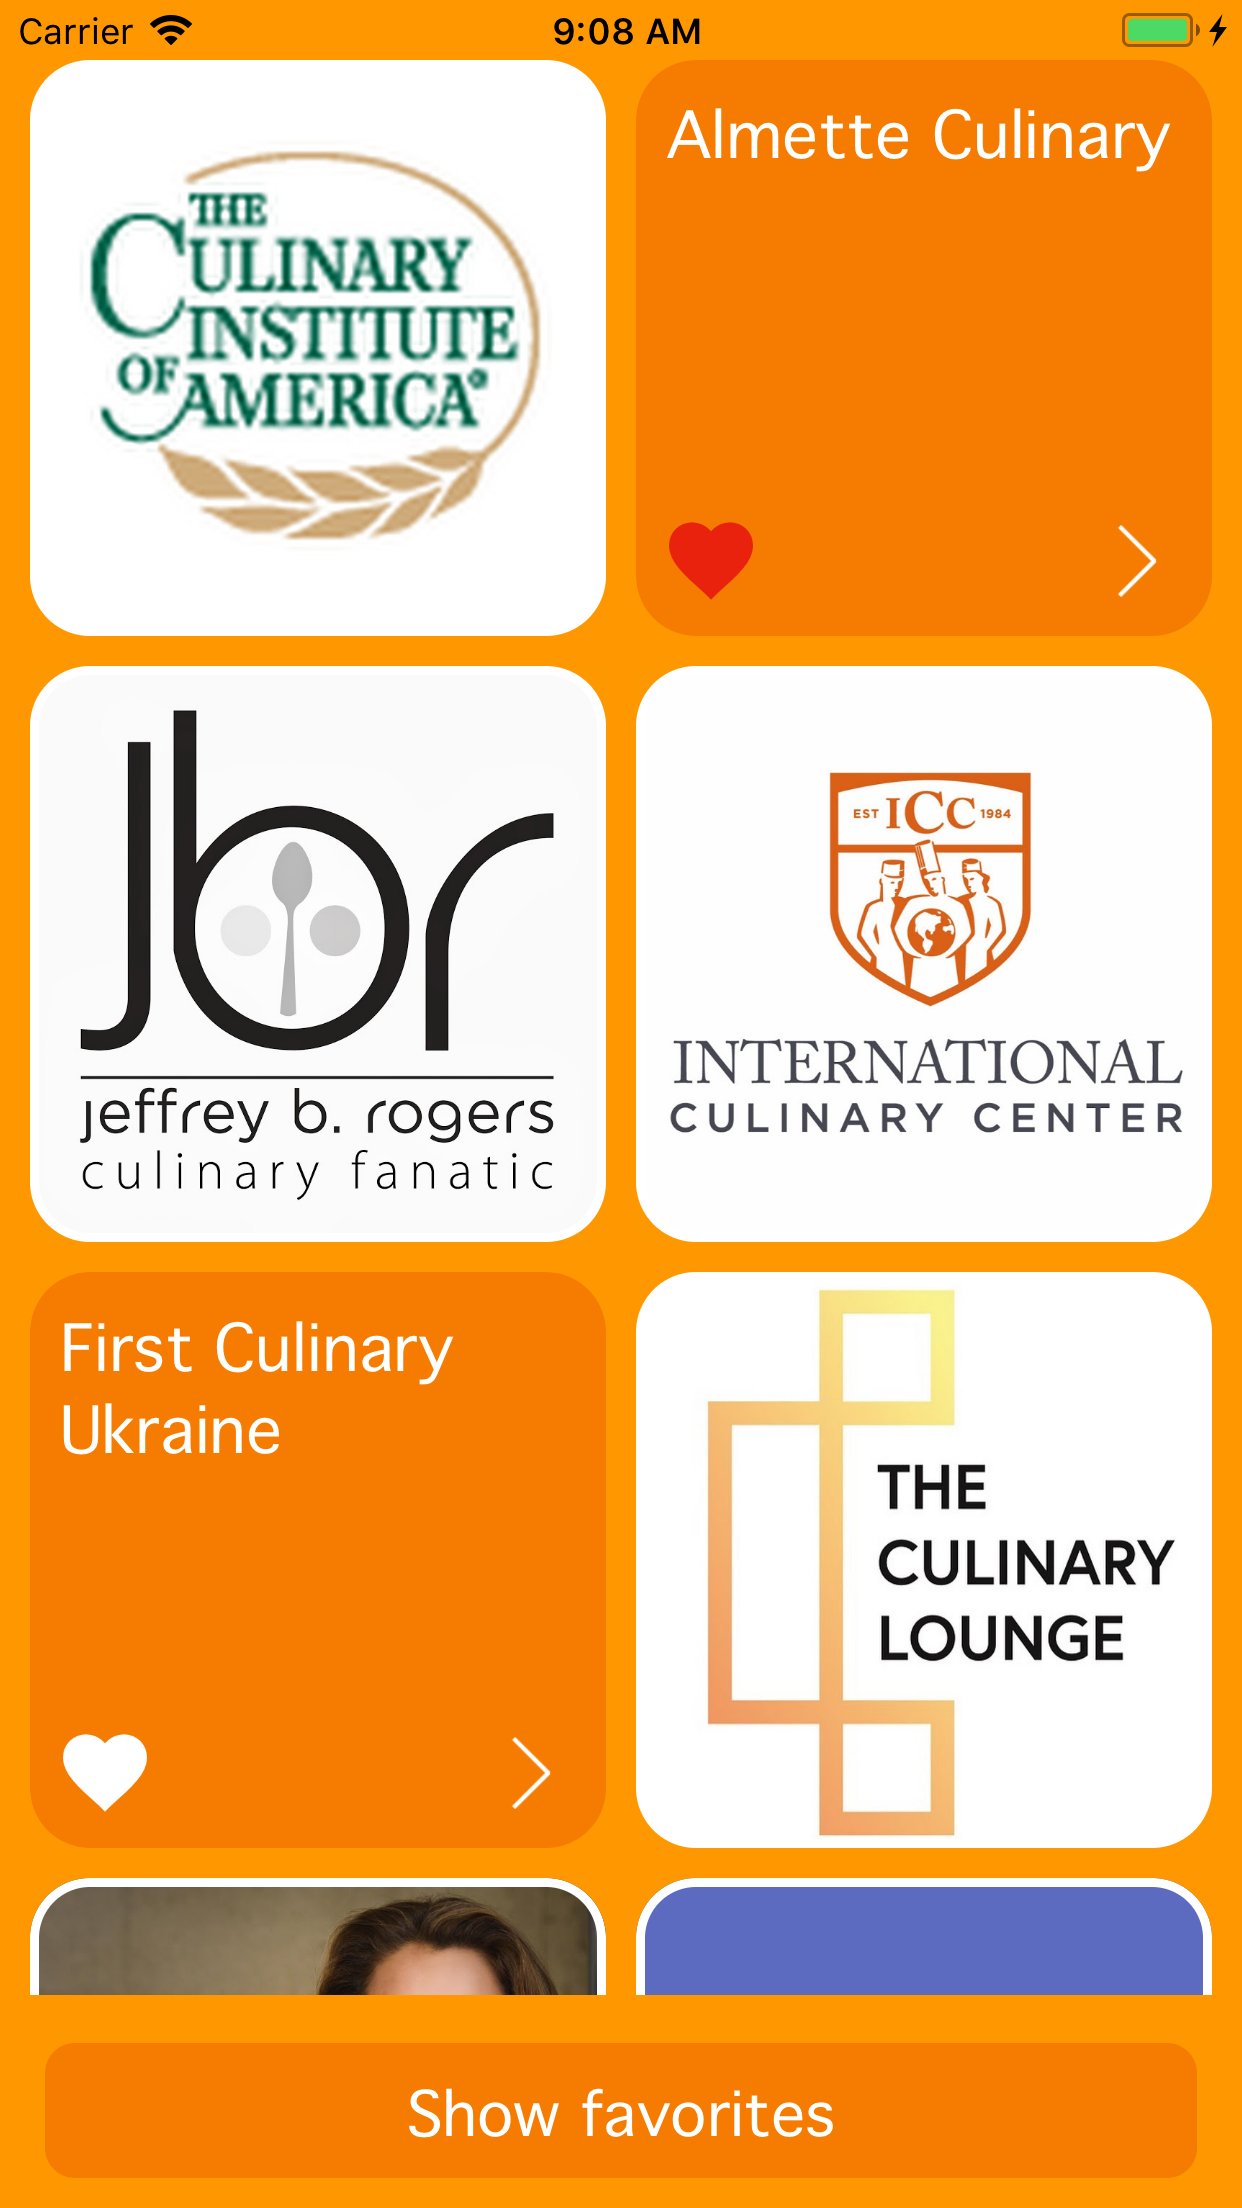 Carrier 9:08 AM
THE
CULINARY
INSTITUTE
OF AMERICA®
Almette Culinary
jbr
jeffrey b. rogers
culinary fanatic
EST ICC 1984
INTERNATIONAL
CULINARY CENTER
First Culinary
Ukraine
THE
CULINARY
LOUNGE
Show favorites